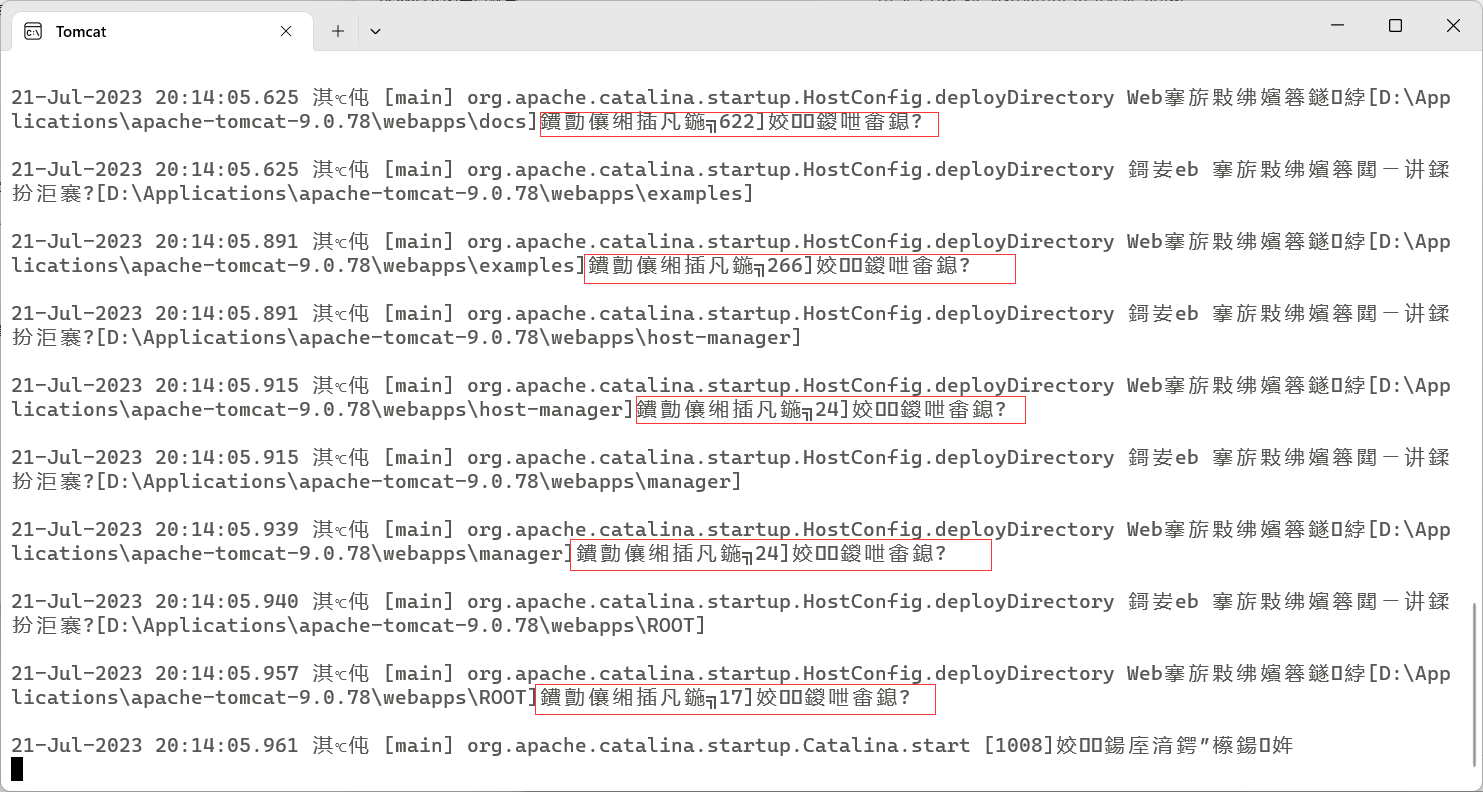 Tomcat
21-Jul-2023 20:14:05.625 淇℃伅 [main] org.apache.catalina.startup.HostConfig.deployDirectory Web搴旂敤绋嬪簭鐩綍[D:\App
lications\apache-tomcat-9.0.78\webapps\docs]鐨勯儴缃插凡鍦╗622]姣鍐呭畬鎴?
21-Jul-2023 20:14:05.625 淇℃伅 [main] org.apache.catalina.startup.HostConfig.deployDirectory 鎶妛eb 搴旂敤绋嬪簭閮ㄧ讲鍒
扮洰褰?[D:\Applications\apache-tomcat-9.0.78\webapps\examples]
21-Jul-2023 20:14:05.891 淇℃伅 [main] org.apache.catalina.startup.HostConfig.deployDirectory Web搴旂敤绋嬪簭鐩綍[D:\App
lications\apache-tomcat-9.0.78\webapps\examples]鐨勯儴缃插凡鍦╗266]姣鍐呭畬鎴?
21-Jul-2023 20:14:05.891 淇℃伅 [main] org.apache.catalina.startup.HostConfig.deployDirectory 鎶妛eb 搴旂敤绋嬪簭閮ㄧ讲鍒
扮洰褰?[D:\Applications\apache-tomcat-9.0.78\webapps\host-manager]
21-Jul-2023 20:14:05.915 淇℃伅 [main] org.apache.catalina.startup.HostConfig.deployDirectory Web搴旂敤绋嬪簭鐩綍[D:\App
lications\apache-tomcat-9.0.78\webapps\host-manager]鐨勯儴缃插凡鍦╗24]姣鍐呭畬鎴?
21-Jul-2023 20:14:05.915 淇℃伅 [main] org.apache.catalina.startup.HostConfig.deployDirectory 鎶妛eb 搴旂敤绋嬪簭閮ㄧ讲鍒
扮洰褰?[D:\Applications\apache-tomcat-9.0.78\webapps\manager]
21-Jul-2023 20:14:05.939 淇℃伅 [main] org.apache.catalina.startup.HostConfig.deployDirectory Web搴旂敤绋嬪簭鐩綍[D:\App
lications\apache-tomcat-9.0.78\webapps\manager]鐨勯儴缃插凡鍦╗24]姣鍐呭畬鎴?
21-Jul-2023 20:14:05.940 淇℃伅 [main] org.apache.catalina.startup.HostConfig.deployDirectory 鎶妛eb 搴旂敤绋嬪簭閮ㄧ讲鍒
扮洰褰?[D:\Applications\apache-tomcat-9.0.78\webapps\ROOT]
21-Jul-2023 20:14:05.957 淇℃伅 [main] org.apache.catalina.startup.HostConfig.deployDirectory Web搴旂敤绋嬪簭鐩綍[D:\App
lications\apache-tomcat-9.0.78\webapps\ROOT]鐨勯儴缃插凡鍦╗17]姣鍐呭畬鎴?
21-Jul-2023 20:14:05.961 淇℃伅 [main] org.apache.catalina.startup.Catalina.start [1008]姣鍚庢湇鍔″櫒鍚姩